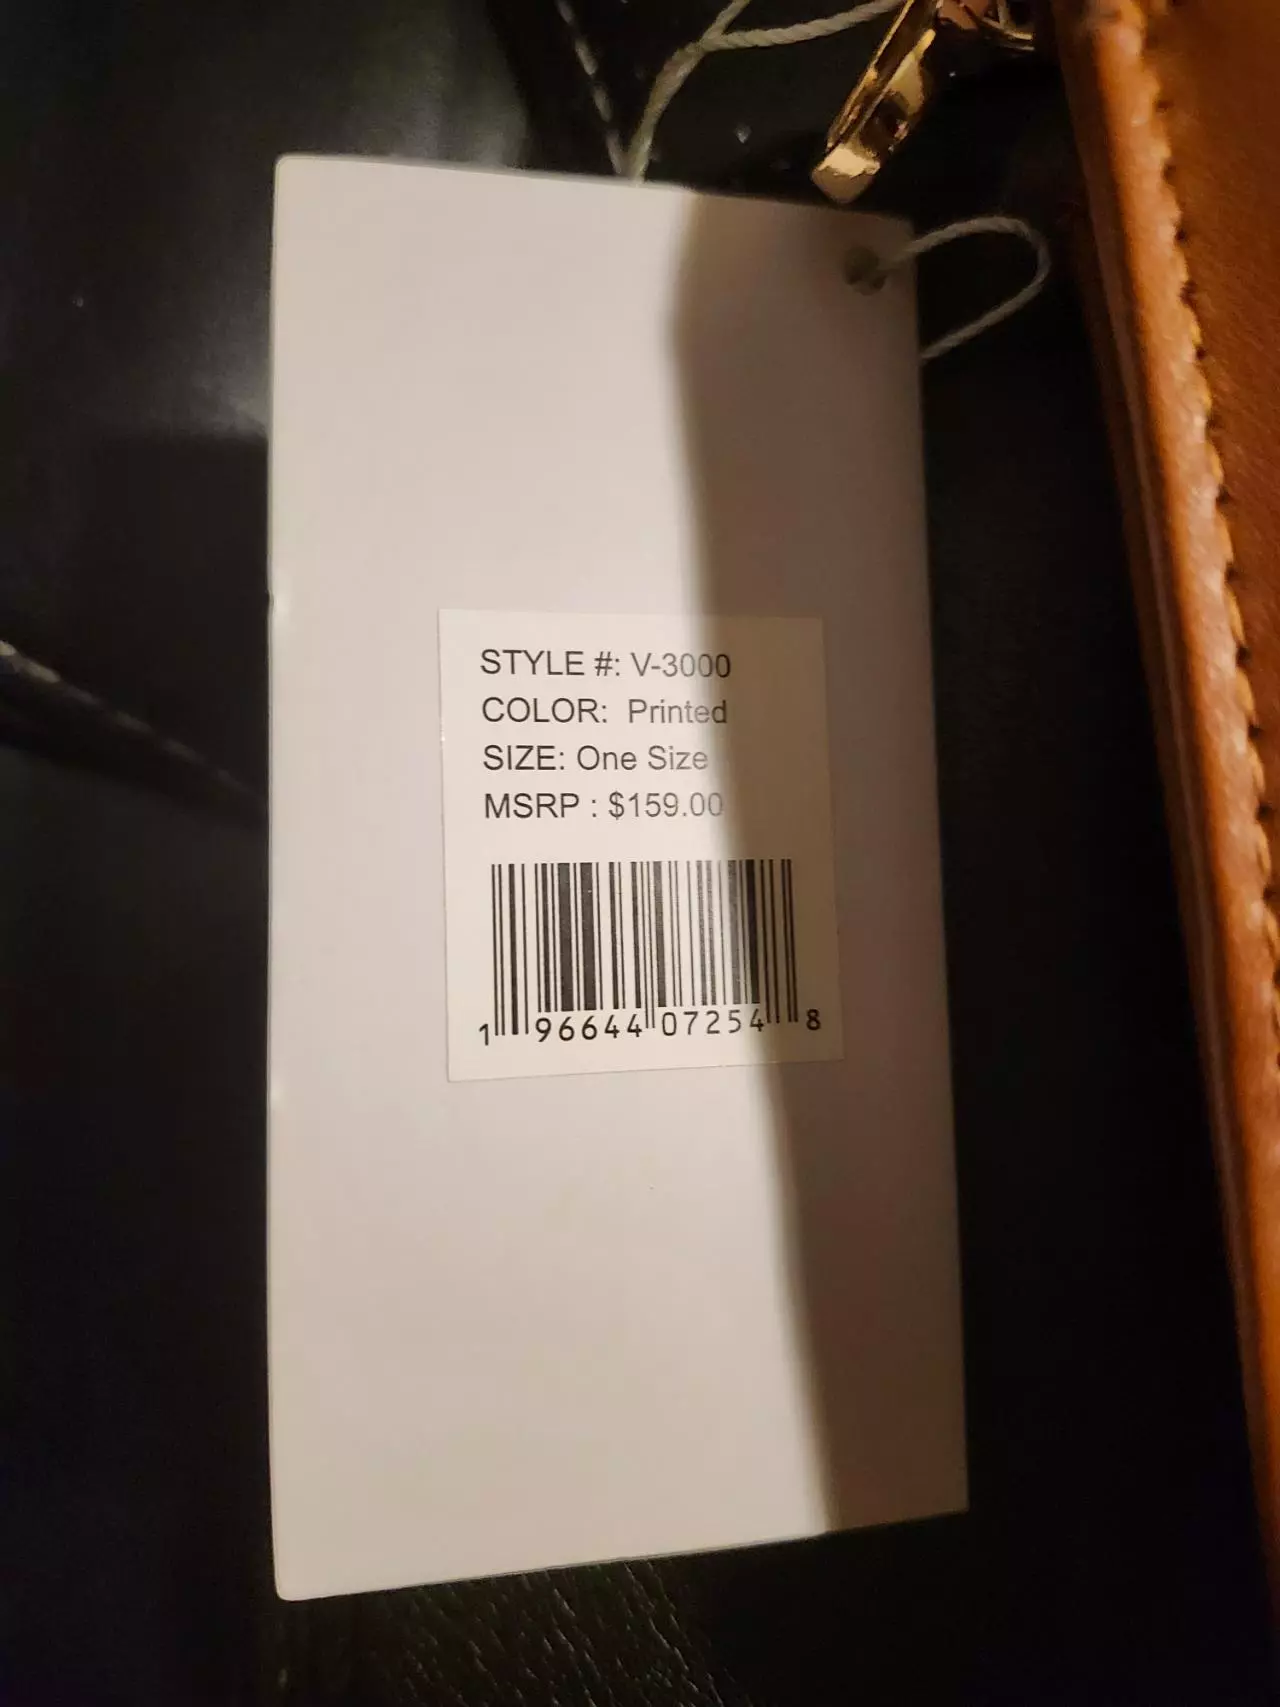 STYLE #: V-3000
COLOR: Printed
SIZE: One Size
MSRP : $159.00
1 96644 07254 8